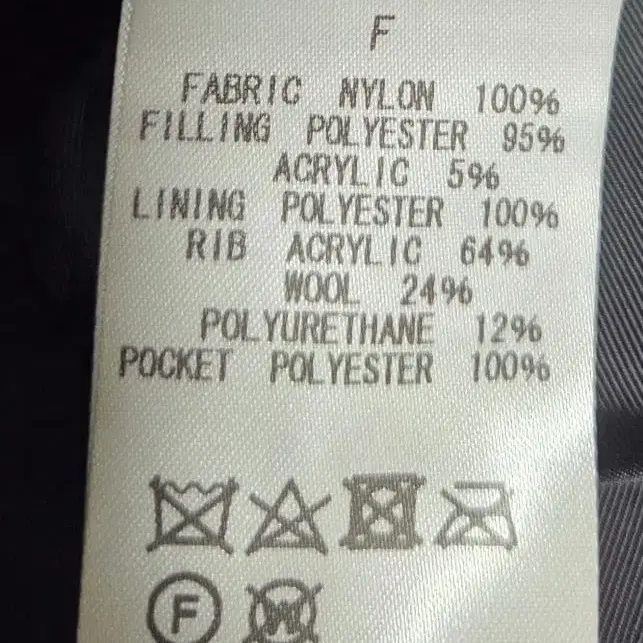 F
FABRIC NYLON 100%
FILLING POLYESTER 95%
ACRYLIC 5%
LINING POLYESTER 100%
RIB ACRYLIC 64%
WOOL 24%
POLYURETHANE 12%
POCKET POLYESTER 100%
F W